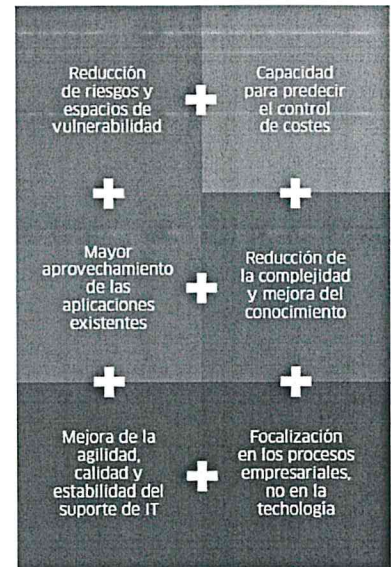 Reducción
de riesgos y
espacios de
vulnerabilidad
Capacidad
para predecir
el control
de costes
Mayor
aprovechamiento
de las
aplicaciones
existentes
Reducción de
la complejidad
y mejora del
conocimiento
Mejora de la
agilidad,
calidad y
estabilidad del
suporte de IT
Focalización
en los procesos
empresariales,
no en la
techología